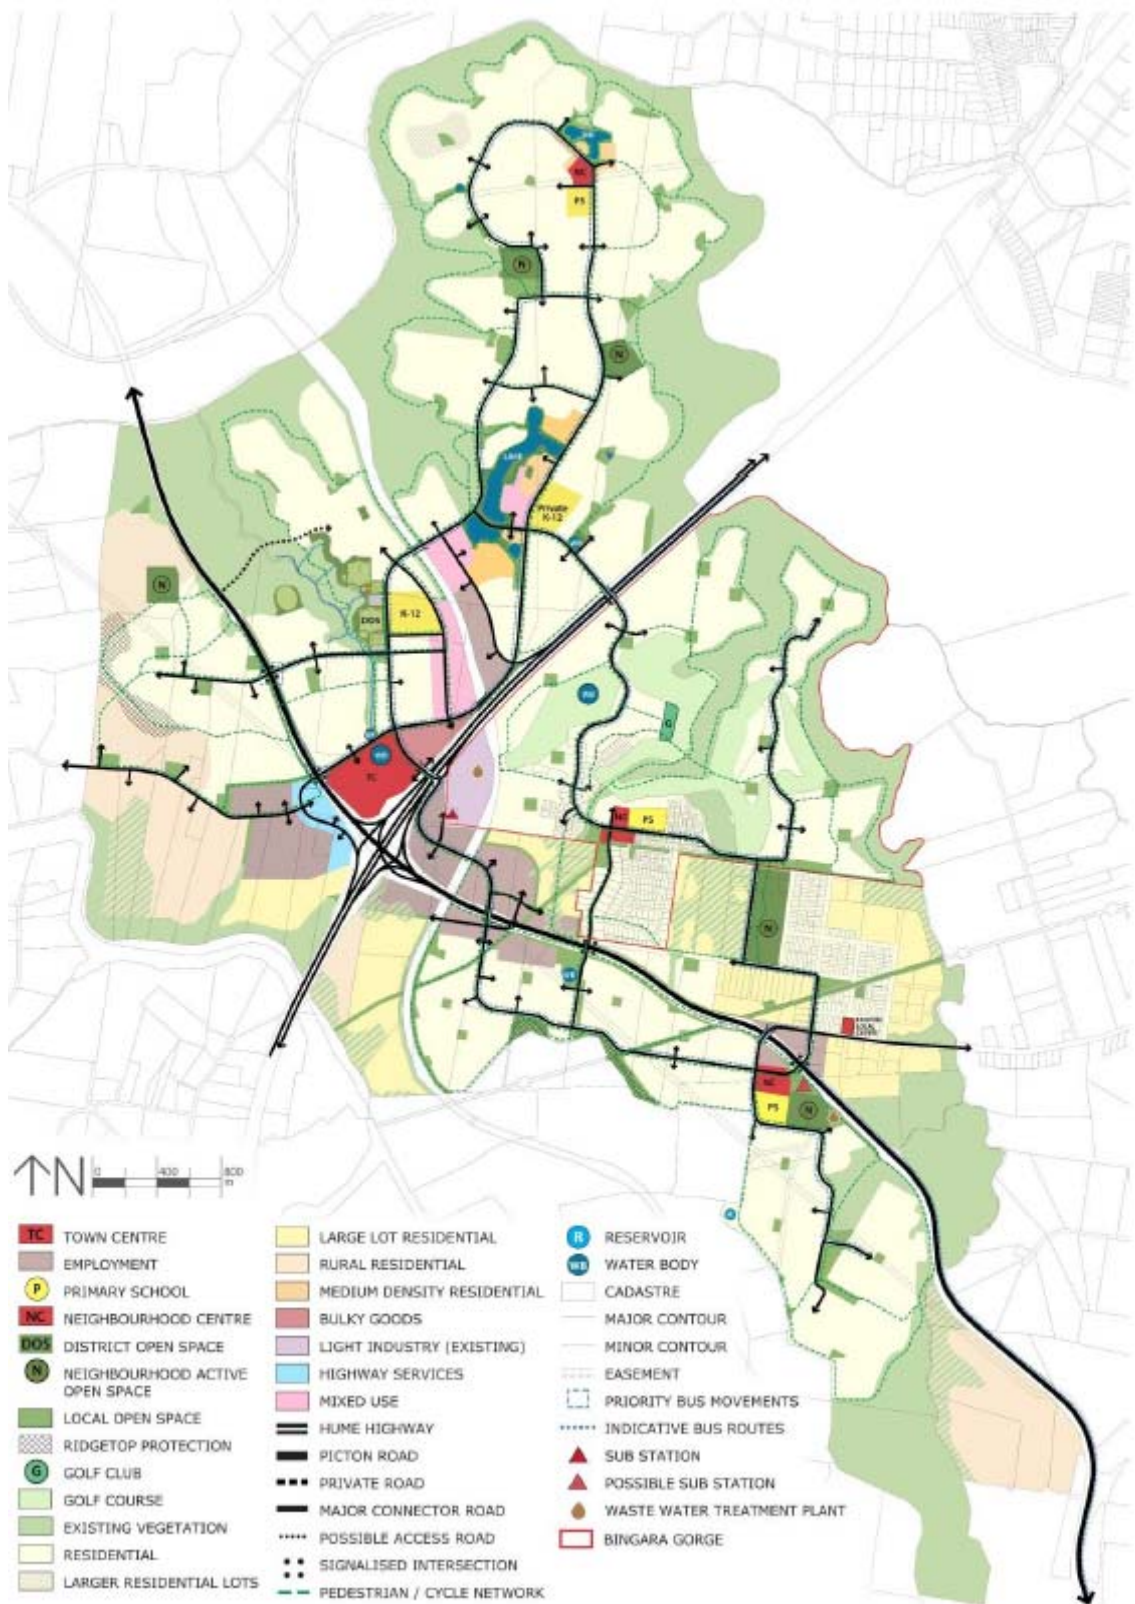 NC
PS
N
N
LAKE
Private
K-12
N
K-12
DOS
WB
G
WB
TC
NC
PS
N
WB
NC
PS
N
R
N
0 400 800
m
TC TOWN CENTRE
EMPLOYMENT
P PRIMARY SCHOOL
NC NEIGHBOURHOOD CENTRE
DOS DISTRICT OPEN SPACE
N NEIGHBOURHOOD ACTIVE
OPEN SPACE
LOCAL OPEN SPACE
RIDGETOP PROTECTION
G GOLF CLUB
GOLF COURSE
EXISTING VEGETATION
RESIDENTIAL
LARGER RESIDENTIAL LOTS
LARGE LOT RESIDENTIAL
RURAL RESIDENTIAL
MEDIUM DENSITY RESIDENTIAL
BULKY GOODS
LIGHT INDUSTRY (EXISTING)
HIGHWAY SERVICES
MIXED USE
HUME HIGHWAY
PICTON ROAD
PRIVATE ROAD
MAJOR CONNECTOR ROAD
POSSIBLE ACCESS ROAD
SIGNALISED INTERSECTION
PEDESTRIAN / CYCLE NETWORK
R RESERVOIR
WB WATER BODY
CADASTRE
MAJOR CONTOUR
MINOR CONTOUR
EASEMENT
PRIORITY BUS MOVEMENTS
INDICATIVE BUS ROUTES
SUB STATION
POSSIBLE SUB STATION
WASTE WATER TREATMENT PLANT
BINGARA GORGE